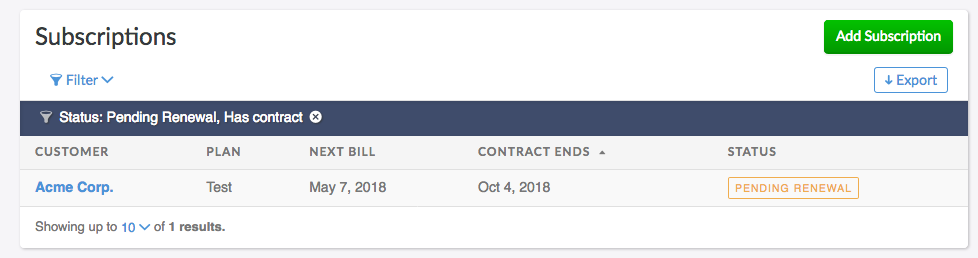 Subscriptions
Add Subscription
Filter
Export
Status: Pending Renewal, Has contract
CUSTOMER PLAN NEXT BILL CONTRACT ENDS STATUS
Acme Corp. Test May 7, 2018 Oct 4, 2018 PENDING RENEWAL
Showing up to 10 of 1 results.